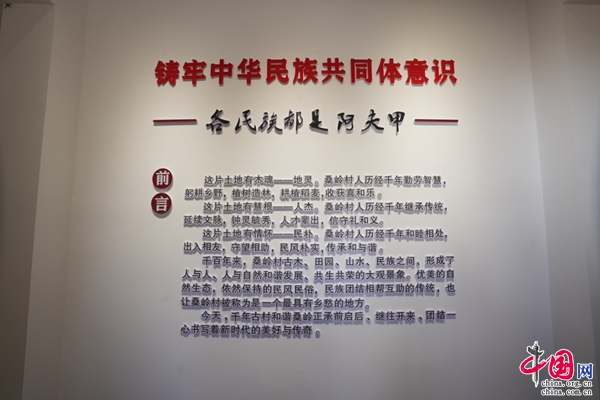 铸牢中华民族共同体意识
各民族都是阿夫甲
前言
这片土地有木魂——地灵。桑岭村人历经千年勤劳智慧，
躬耕乡野，植树造林，耕植稻麦，收获喜和乐。
这片土地有慧根——人杰。桑岭村人历经千年继承传统，
延续文脉，钟灵毓秀，人才辈出，信守礼和义。
这片土地有情怀——民朴。桑岭村人历经千年和睦相处，
出入相友，守望相助，民风朴实，传承和与谐。
千百年来，桑岭村古木、田园、山水、民族之间，形成了
人与人、人与自然和谐发展、共生共荣的大观景象。优美的自
然生态，依然保持的民风民俗，民族团结相帮互助的传统，也
让桑岭村被称为是一个最具有乡愁的地方。
今天，千年古村和谐桑岭正承前启后、继往开来，团结一
心书写着新时代的美好与传奇。
中国网
china.org.cn
china.com.cn